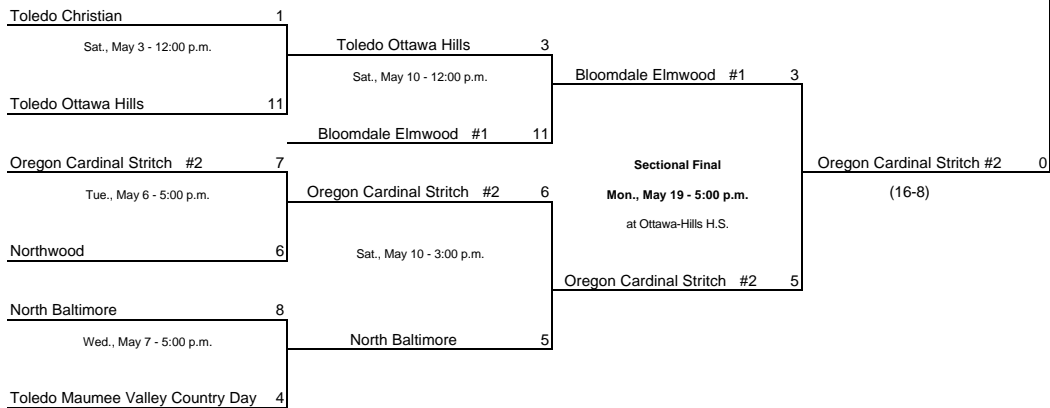 Toledo Christian 1
Sat., May 3 - 12:00 p.m.
Toledo Ottawa Hills 3
Sat., May 10 - 12:00 p.m.
Bloomdale Elmwood #1 3
Toledo Ottawa Hills 11
Bloomdale Elmwood #1 11
Oregon Cardinal Stritch #2 7
Sectional Final
Oregon Cardinal Stritch #2 0
Tue., May 6 - 5:00 p.m.
Oregon Cardinal Stritch #2 6
Mon., May 19 - 5:00 p.m.
(16-8)
at Ottawa-Hills H.S.
Northwood 6
Sat., May 10 - 3:00 p.m.
Oregon Cardinal Stritch #2 5
North Baltimore 8
Wed., May 7 - 5:00 p.m.
North Baltimore 5
Toledo Maumee Valley Country Day 4